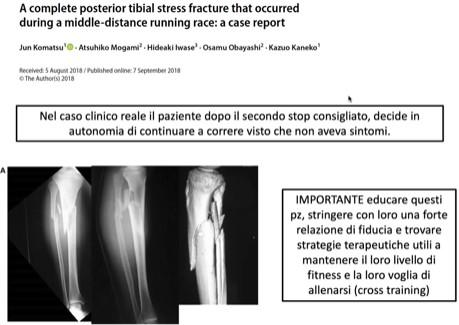 A complete posterior tibial stress fracture that occurred
during a middle-distance running race: a case report
Jun Komatsu¹ · Atsuhiko Mogami² · Hideaki Iwase³ · Osamu Obayashi² · Kazuo Kaneko¹
Received: 5 August 2018 / Published online: 7 September 2018
© The Author(s) 2018
Nel caso clinico reale il paziente dopo il secondo stop consigliato, decide in
autonomia di continuare a correre visto che non aveva sintomi.
A
IMPORTANTE educare questi
pz, stringere con loro una forte
relazione di fiducia e trovare
strategie terapeutiche utili a
mantenere il loro livello di
fitness e la loro voglia di
allenarsi (cross training)